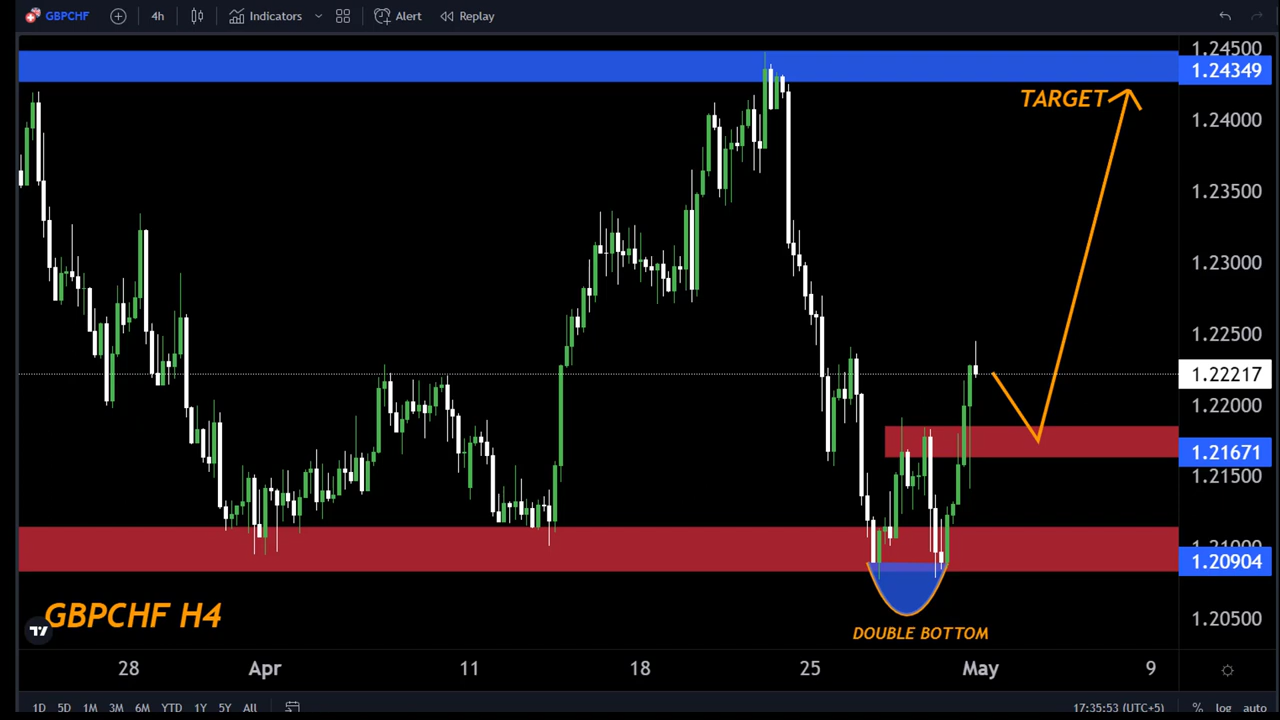 GBPCHF 4h Indicators Alert Replay
1.24500
1.24349
TARGET
1.24000
1.23500
1.23000
1.22500
1.22217
1.22000
1.21671
1.21500
1.21000
1.20904
GBPCHF H4
1.20500
DOUBLE BOTTOM
28 Apr 11 18 25 May 9
1D 5D 1M 3M 6M YTD 1Y 5Y All 17:35:53 (UTC+5) % log auto